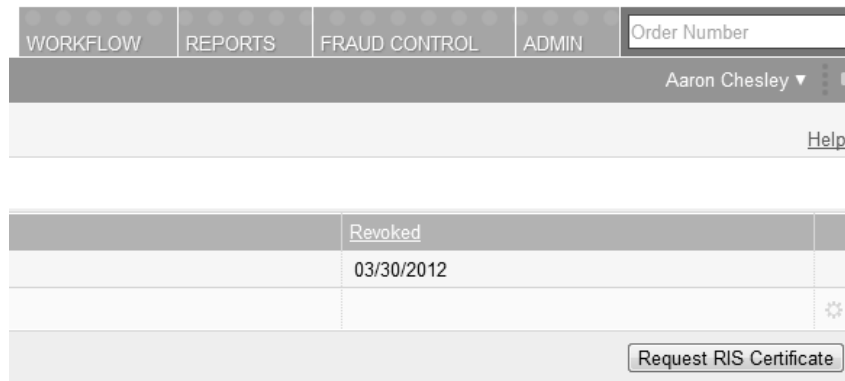 WORKFLOW REPORTS FRAUD CONTROL ADMIN Order Number
Aaron Chesley ▼
Help
Revoked
03/30/2012
Request RIS Certificate